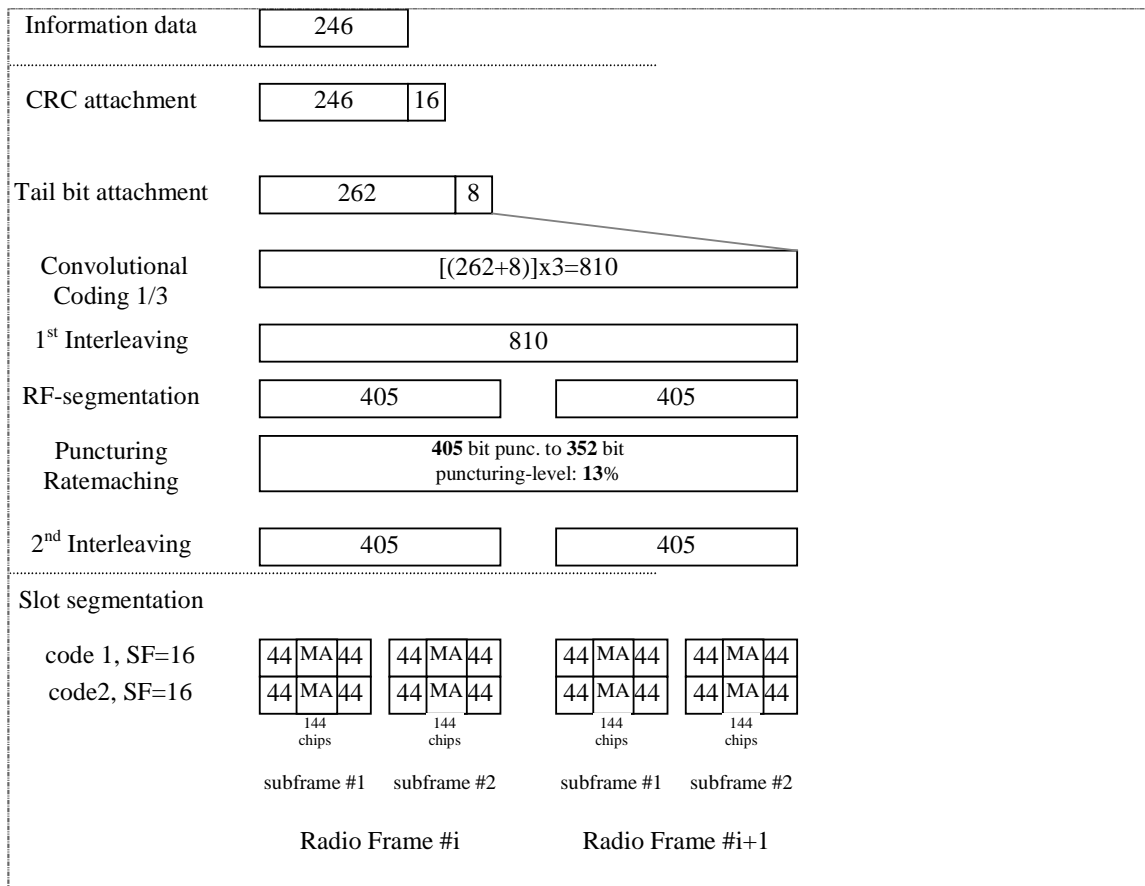 Information data 246
CRC attachment 246 16
Tail bit attachment 262 8
Convolutional
Coding 1/3
[(262+8)]x3=810
1st Interleaving 810
RF-segmentation 405 405
Puncturing
Ratemaching
405 bit punc. to 352 bit
puncturing-level: 13%
2nd Interleaving 405 405
Slot segmentation
code 1, SF=16 44 MA 44 44 MA 44 44 MA 44 44 MA 44
code2, SF=16 44 MA 44 44 MA 44 44 MA 44 44 MA 44
144 144 144 144
chips chips chips chips
subframe #1 subframe #2 subframe #1 subframe #2
Radio Frame #i Radio Frame #i+1